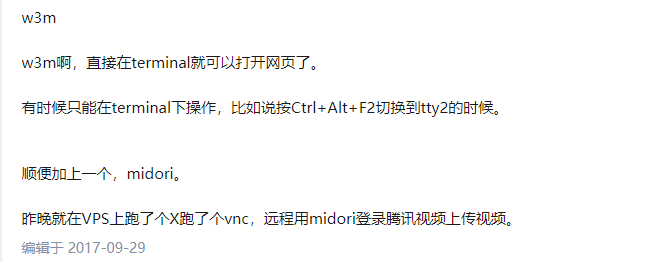 w3m
w3m啊，直接在terminal就可以打开网页了。
有时候只能在terminal下操作，比如说按Ctrl+Alt+F2切换到tty2的时候。
顺便加上一个，midori。
昨晚就在VPS上跑了个X跑了个vnc，远程用midori登录腾讯视频上传视频。
编辑于 2017-09-29